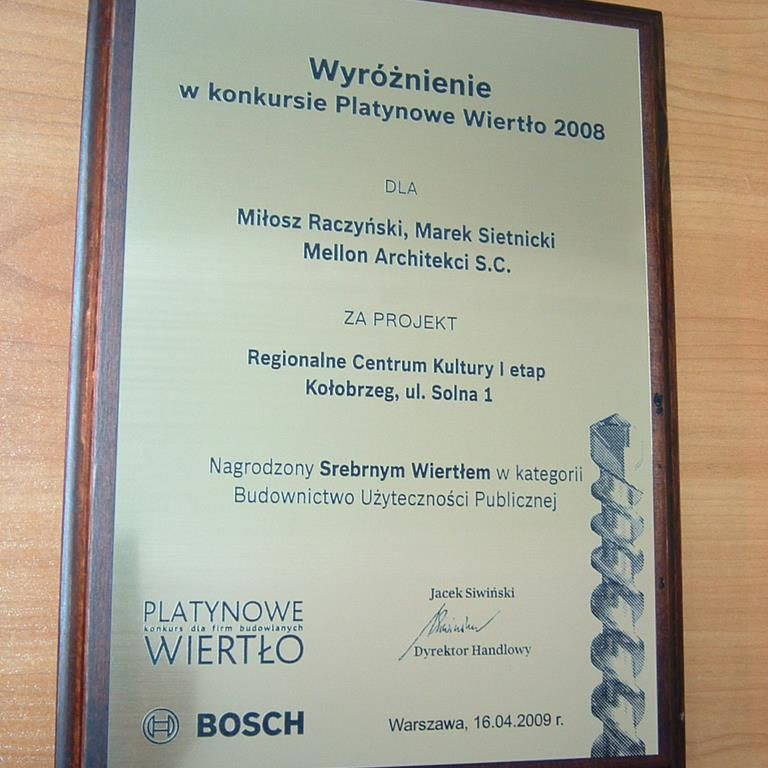 Wyróżnienie
w konkursie Platynowe Wiertło 2008
DLA
Miłosz Raczyński, Marek Sietnicki
Mellon Architekci S.C.
ZA PROJEKT
Regionalne Centrum Kultury I etap
Kołobrzeg, ul. Solna 1
Nagrodzony Srebrnym Wiertłem w kategorii
Budownictwo Użyteczności Publicznej
PLATYNOWE
konkurs dla firm budowlanych
WIERTŁO
Jacek Siwiński
Dyrektor Handlowy
BOSCH
Warszawa, 16.04.2009 r.